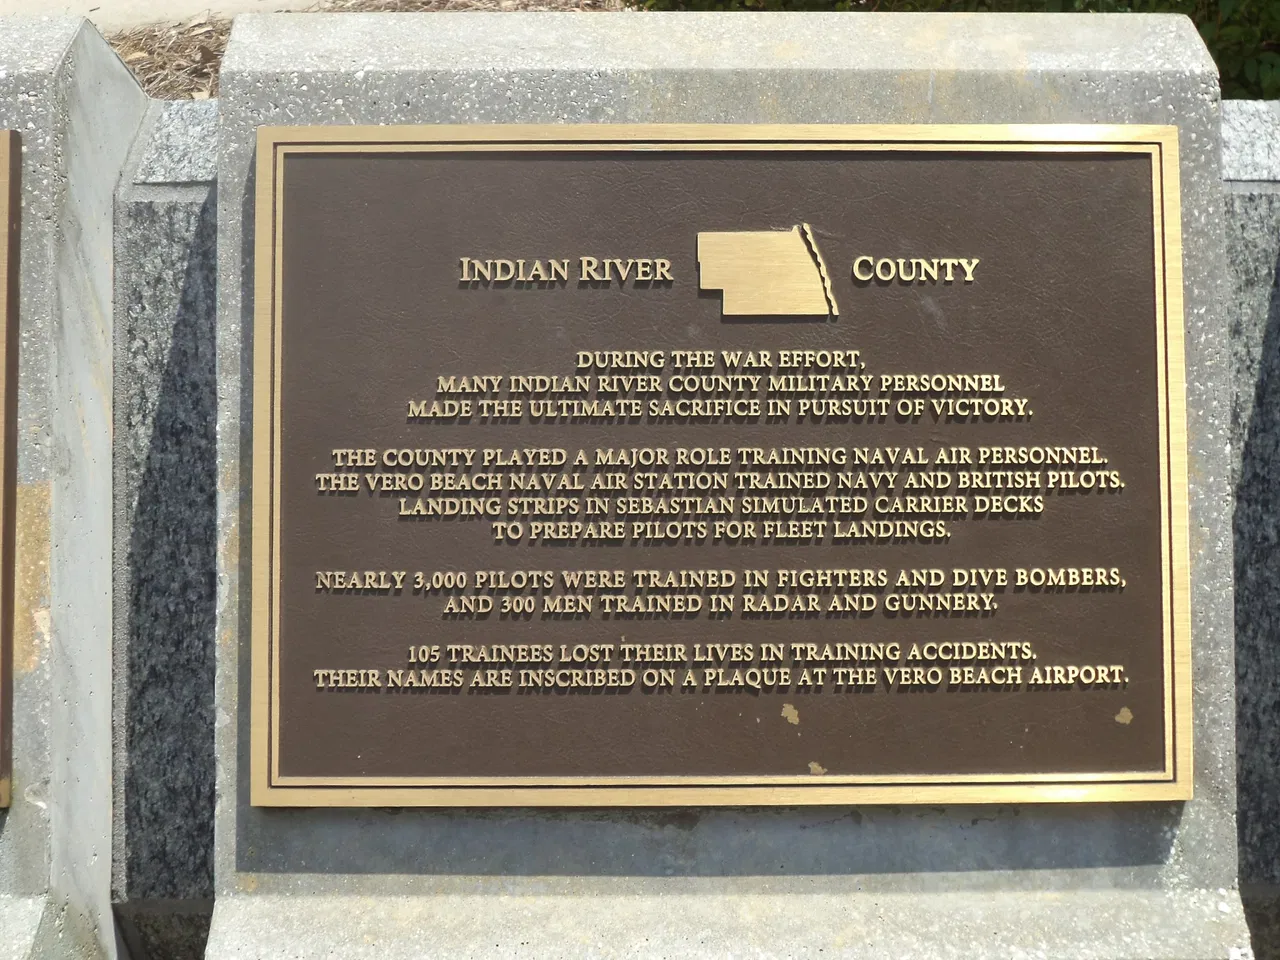 INDIAN RIVER COUNTY
DURING THE WAR EFFORT,
MANY INDIAN RIVER COUNTY MILITARY PERSONNEL
MADE THE ULTIMATE SACRIFICE IN PURSUIT OF VICTORY.
THE COUNTY PLAYED A MAJOR ROLE TRAINING NAVAL AIR PERSONNEL.
THE VERO BEACH NAVAL AIR STATION TRAINED NAVY AND BRITISH PILOTS.
LANDING STRIPS IN SEBASTIAN SIMULATED CARRIER DECKS
TO PREPARE PILOTS FOR FLEET LANDINGS.
NEARLY 3,000 PILOTS WERE TRAINED IN FIGHTERS AND DIVE BOMBERS,
AND 300 MEN TRAINED IN RADAR AND GUNNERY.
105 TRAINEES LOST THEIR LIVES IN TRAINING ACCIDENTS.
THEIR NAMES ARE INSCRIBED ON A PLAQUE AT THE VERO BEACH AIRPORT.